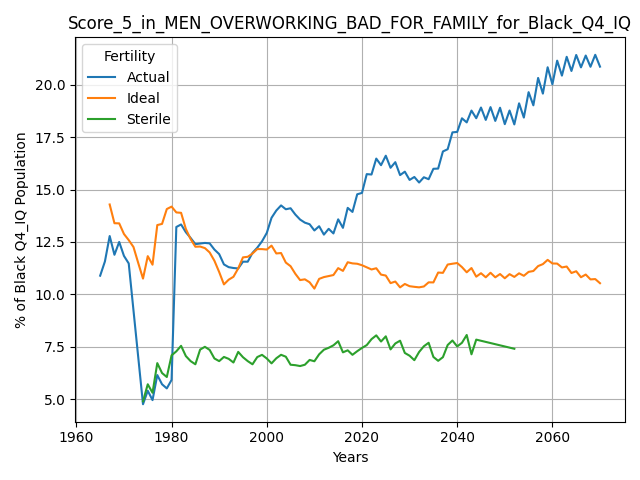 Score_5_in_MEN_OVERWORKING_BAD_FOR_FAMILY_for_Black_Q4_IQ
Fertility
Actual
Ideal
Sterile
% of Black Q4_IQ Population
20.0
17.5
15.0
12.5
10.0
7.5
5.0
1960
1980
2000
2020
2040
2060
Years